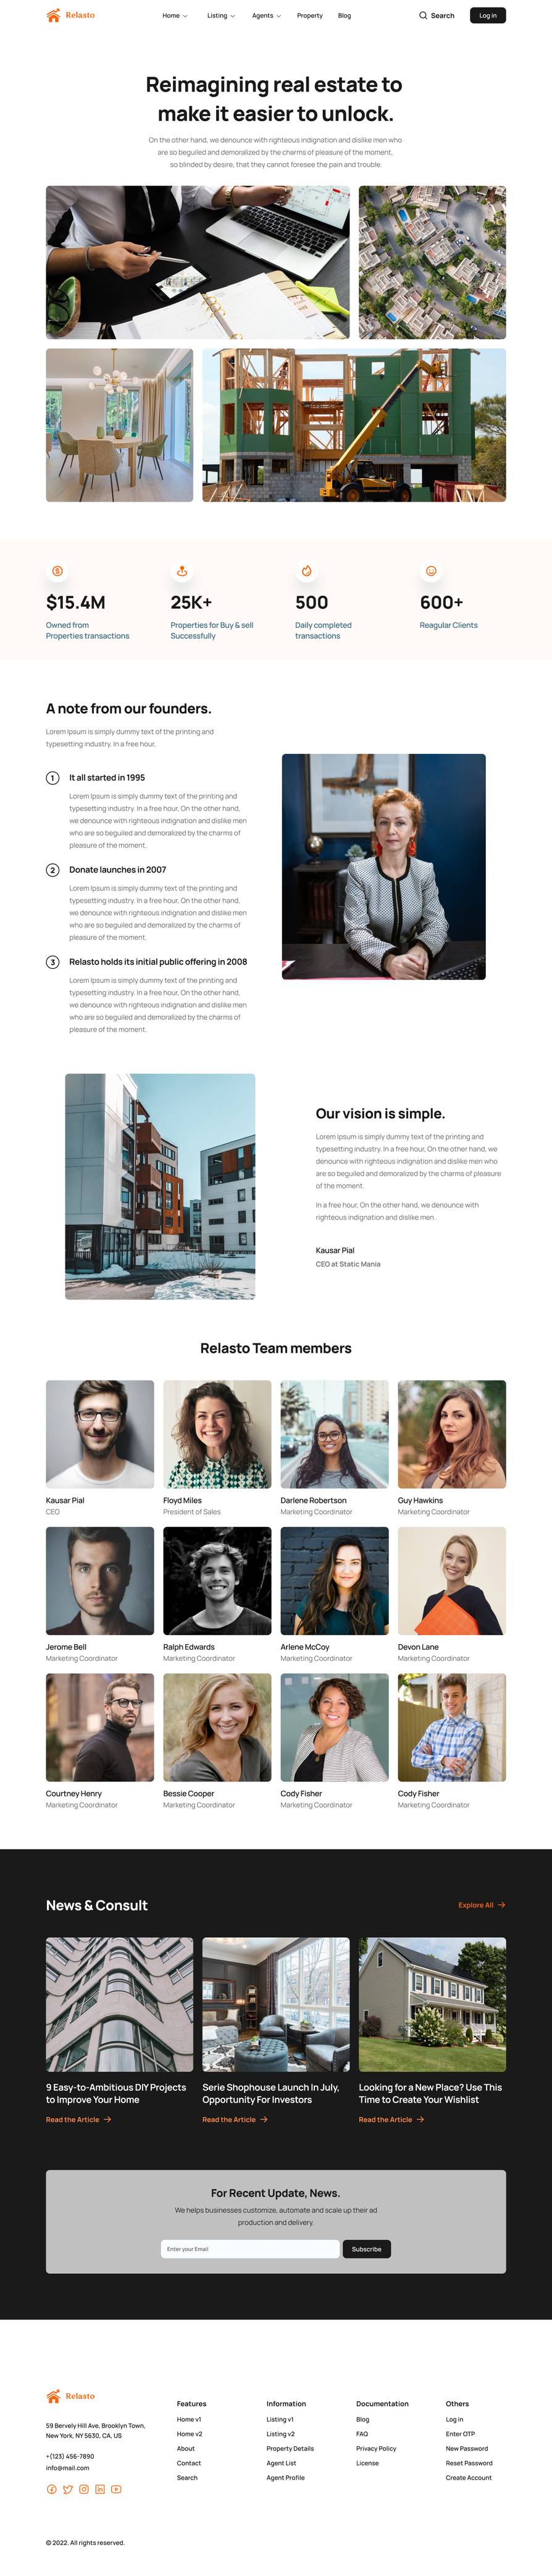 Relasto
Home
Listing
Agents
Property
Blog
Search
Log in
Reimagining real estate to
make it easier to unlock.
On the other hand, we denounce with righteous indignation and dislike men who
are so beguiled and demoralized by the charms of pleasure of the moment,
so blinded by desire, that they cannot foresee the pain and trouble.
$15.4M
Owned from
Properties transactions
25K+
Properties for Buy & sell
Successfully
500
Daily completed
transactions
600+
Reagular Clients
A note from our founders.
Lorem Ipsum is simply dummy text of the printing and
typesetting industry. In a free hour,
1
It all started in 1995
Lorem Ipsum is simply dummy text of the printing and
typesetting industry. In a free hour, On the other hand,
we denounce with righteous indignation and dislike men
who are so beguiled and demoralized by the charms of
pleasure of the moment.
2
Donate launches in 2007
Lorem Ipsum is simply dummy text of the printing and
typesetting industry. In a free hour, On the other hand,
we denounce with righteous indignation and dislike men
who are so beguiled and demoralized by the charms of
pleasure of the moment.
3
Relasto holds its initial public offering in 2008
Lorem Ipsum is simply dummy text of the printing and
typesetting industry. In a free hour, On the other hand,
we denounce with righteous indignation and dislike men
who are so beguiled and demoralized by the charms of
pleasure of the moment.
Our vision is simple.
Lorem Ipsum is simply dummy text of the printing and
typesetting industry. In a free hour, On the other hand, we
denounce with righteous indignation and dislike men who
are so beguiled and demoralized by the charms of pleasure
of the moment.
In a free hour, On the other hand, we denounce with
righteous indignation and dislike men .
Kausar Pial
CEO at Static Mania
Relasto Team members
Kausar Pial
CEO
Floyd Miles
President of Sales
Darlene Robertson
Marketing Coordinator
Guy Hawkins
Marketing Coordinator
Jerome Bell
Marketing Coordinator
Ralph Edwards
Marketing Coordinator
Arlene McCoy
Marketing Coordinator
Devon Lane
Marketing Coordinator
Courtney Henry
Marketing Coordinator
Bessie Cooper
Marketing Coordinator
Cody Fisher
Marketing Coordinator
Cody Fisher
Marketing Coordinator
News & Consult
Explore All
9 Easy-to-Ambitious DIY Projects
to Improve Your Home
Read the Article
Serie Shophouse Launch In July,
Opportunity For Investors
Read the Article
Looking for a New Place? Use This
Time to Create Your Wishlist
Read the Article
For Recent Update, News.
We helps businesses customize, automate and scale up their ad
production and delivery.
Enter your Email
Subscribe
Relasto
59 Bervely Hill Ave, Brooklyn Town,
New York, NY 5630, CA, US
+(123) 456-7890
info@mail.com
Features
Home v1
Home v2
About
Contact
Search
Information
Listing v1
Listing v2
Property Details
Agent List
Agent Profile
Documentation
Blog
FAQ
Privacy Policy
License
Others
Log in
Enter OTP
New Password
Reset Password
Create Account
© 2022. All rights reserved.